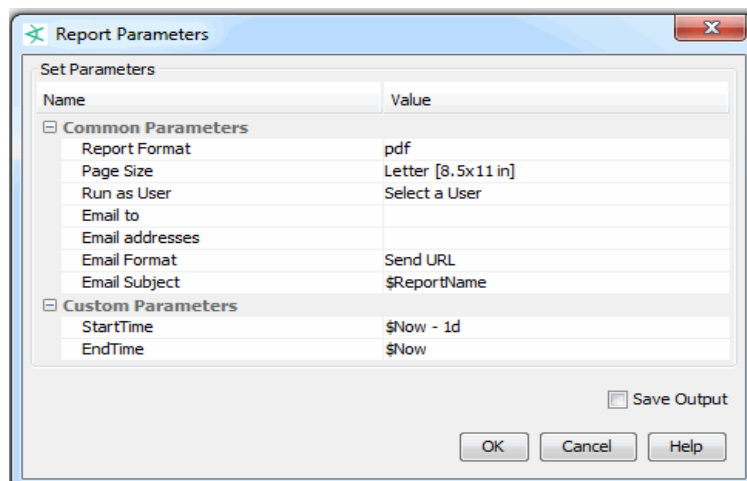 Report Parameters
Set Parameters
Name Value
Common Parameters
Report Format pdf
Page Size Letter [8.5x11 in]
Run as User Select a User
Email to
Email addresses
Email Format Send URL
Email Subject $ReportName
Custom Parameters
StartTime $Now - 1d
EndTime $Now
Save Output
OK Cancel Help